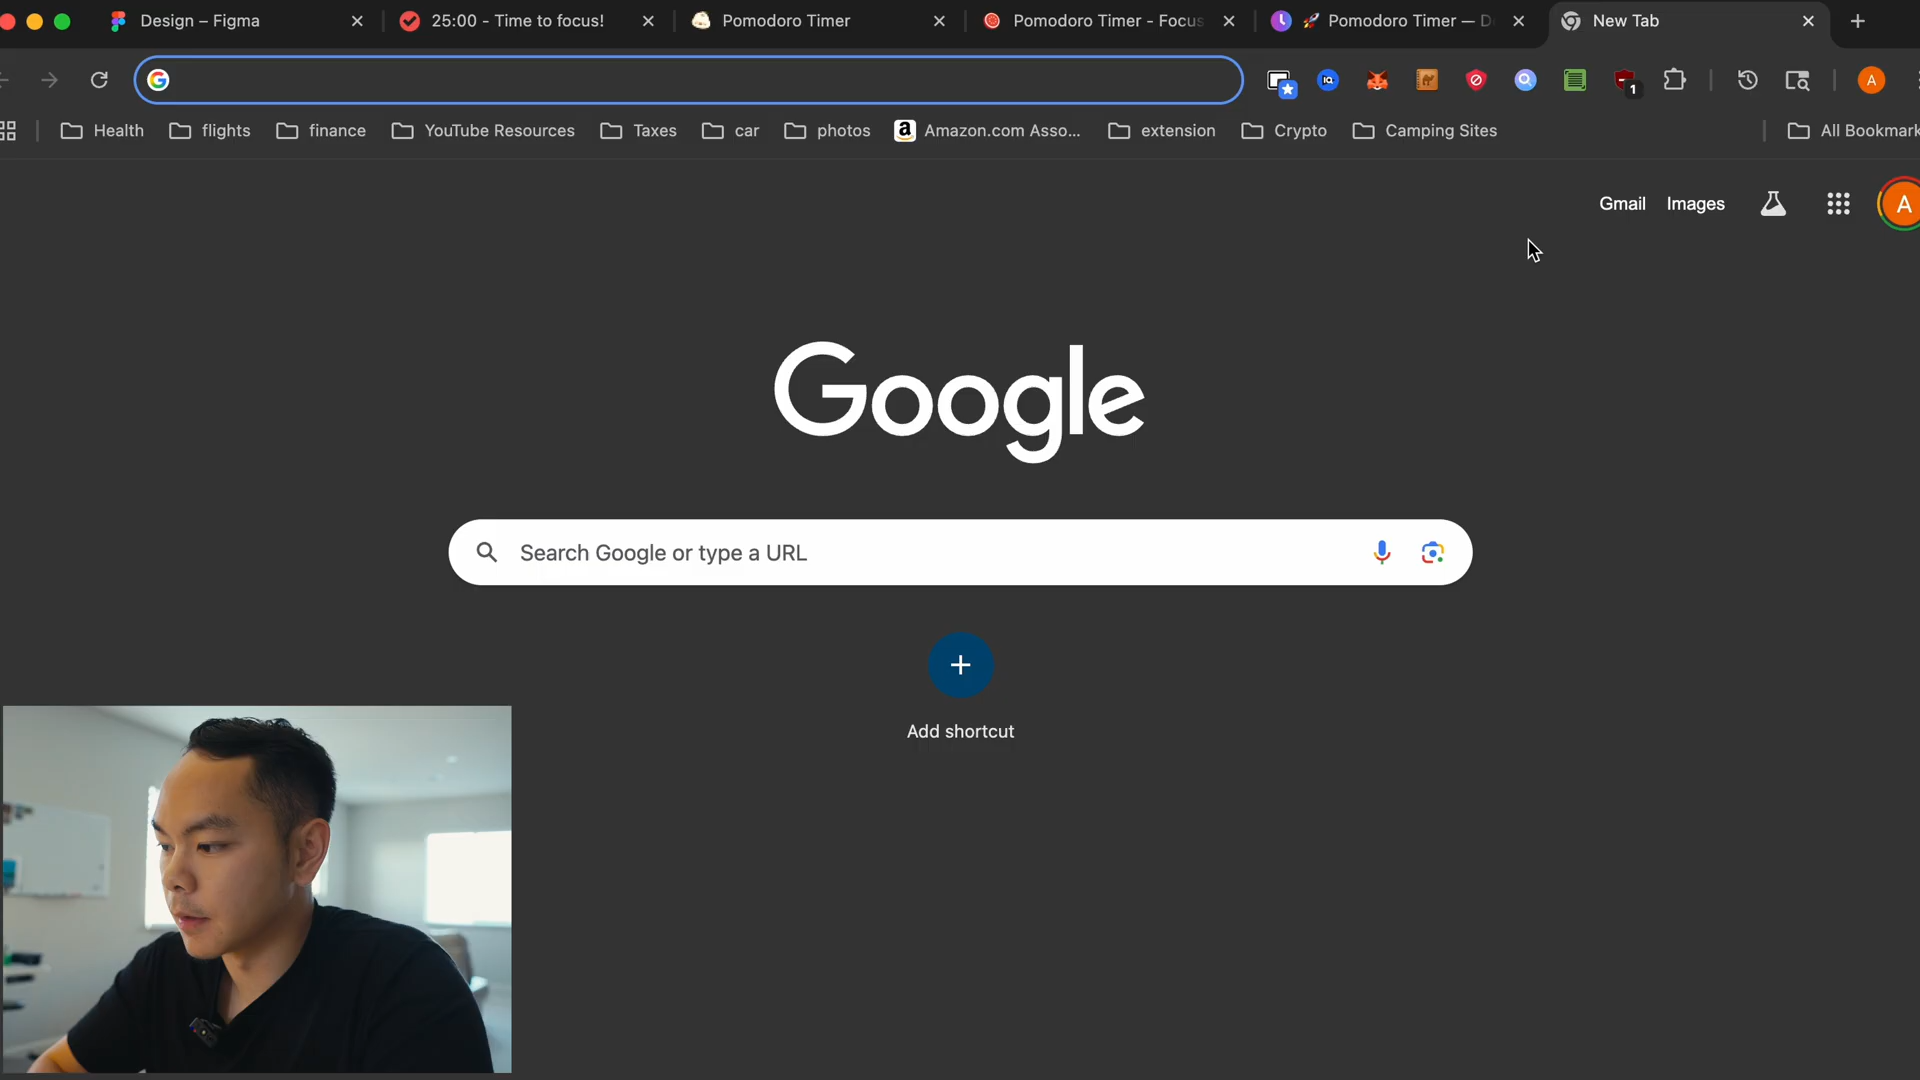 Design – Figma
25:00 - Time to focus!
Pomodoro Timer
Pomodoro Timer - Focus
🚀 Pomodoro Timer — D
New Tab
IQ
1
A
Health
flights
finance
YouTube Resources
Taxes
car
photos
a
Amazon.com Asso...
extension
Crypto
Camping Sites
All Bookmark
Gmail
Images
A
Google
Search Google or type a URL
Add shortcut